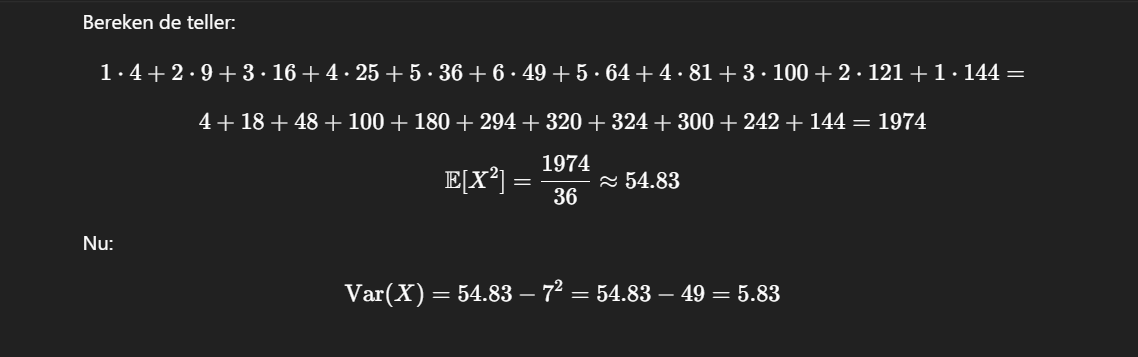 Bereken de teller:
1 · 4 + 2 · 9 + 3 · 16 + 4 · 25 + 5 · 36 + 6 · 49 + 5 · 64 + 4 · 81 + 3 · 100 + 2 · 121 + 1 · 144 =
4 + 18 + 48 + 100 + 180 + 294 + 320 + 324 + 300 + 242 + 144 = 1974
𝔼[X²] = 1974/36 ≈ 54.83
Nu:
Var(X) = 54.83 − 7² = 54.83 − 49 = 5.83